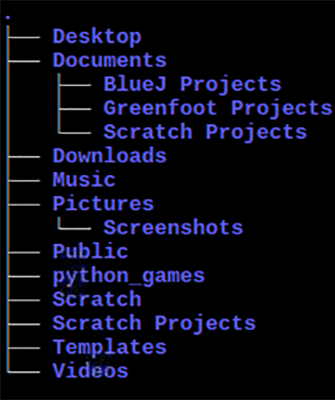 .
├── Desktop
├── Documents
│   ├── BlueJ Projects
│   ├── Greenfoot Projects
│   └── Scratch Projects
├── Downloads
├── Music
├── Pictures
│   └── Screenshots
├── Public
├── python_games
├── Scratch
├── Scratch Projects
├── Templates
└── Videos